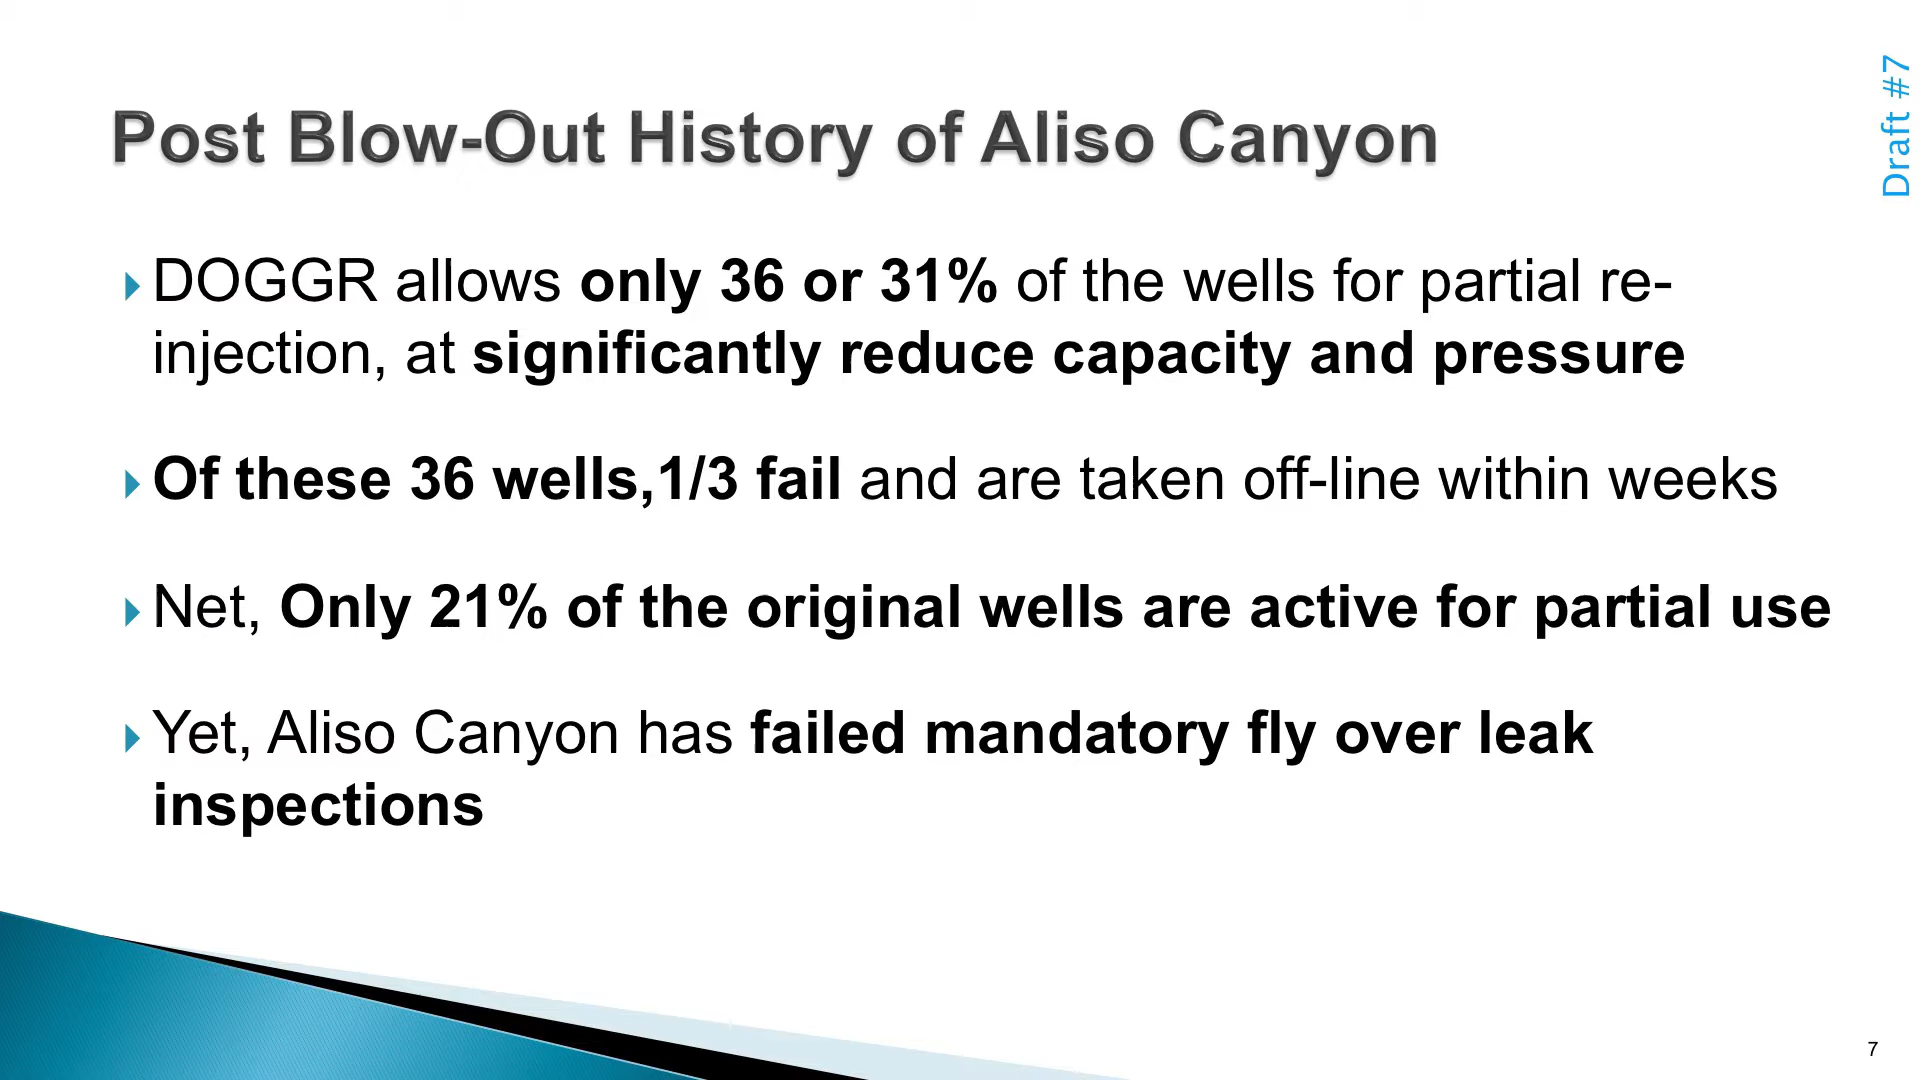 Draft #7
Post Blow-Out History of Aliso Canyon
DOGGR allows only 36 or 31% of the wells for partial re-
injection, at significantly reduce capacity and pressure
Of these 36 wells,1/3 fail and are taken off-line within weeks
Net, Only 21% of the original wells are active for partial use
Yet, Aliso Canyon has failed mandatory fly over leak
inspections
7